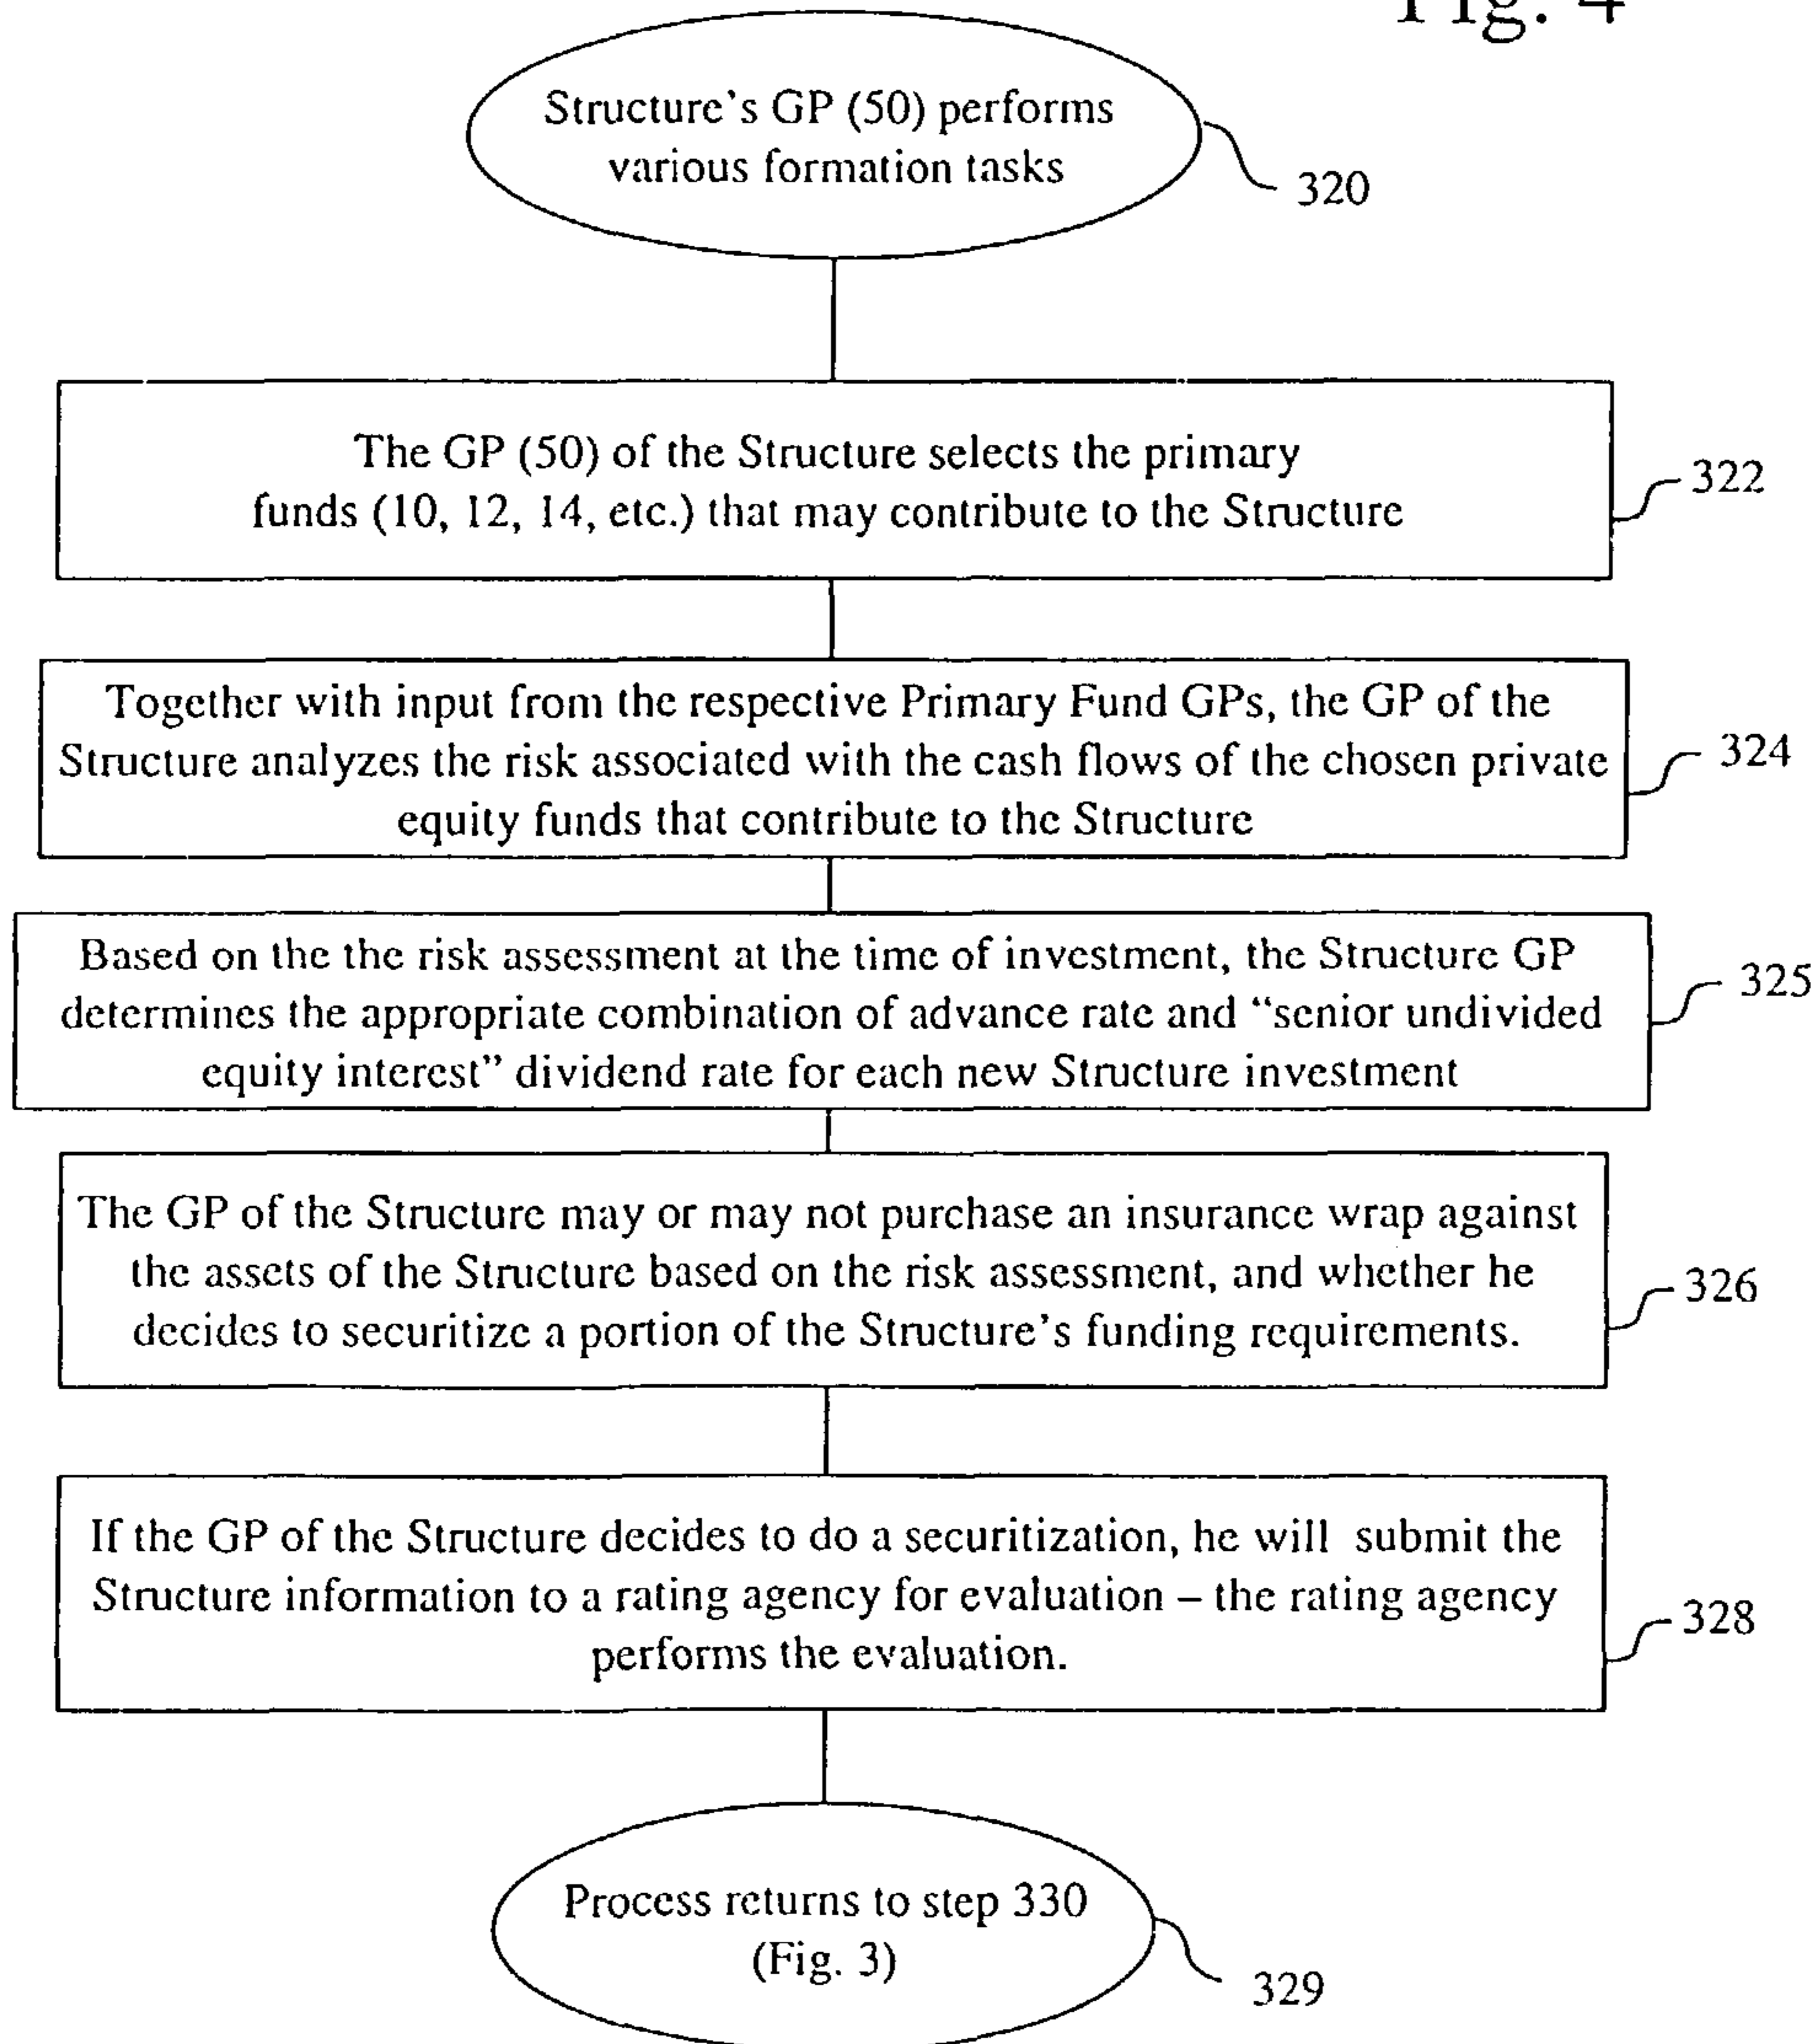 Fig. 4
Structure's GP (50) performs
various formation tasks
320
The GP (50) of the Structure selects the primary
funds (10, 12, 14, etc.) that may contribute to the Structure
322
Together with input from the respective Primary Fund GPs, the GP of the
Structure analyzes the risk associated with the cash flows of the chosen private
equity funds that contribute to the Structure
324
Based on the the risk assessment at the time of investment, the Structure GP
determines the appropriate combination of advance rate and “senior undivided
equity interest” dividend rate for each new Structure investment
325
The GP of the Structure may or may not purchase an insurance wrap against
the assets of the Structure based on the risk assessment, and whether he
decides to securitize a portion of the Structure's funding requirements.
326
If the GP of the Structure decides to do a securitization, he will submit the
Structure information to a rating agency for evaluation – the rating agency
performs the evaluation.
328
Process returns to step 330
(Fig. 3)
329